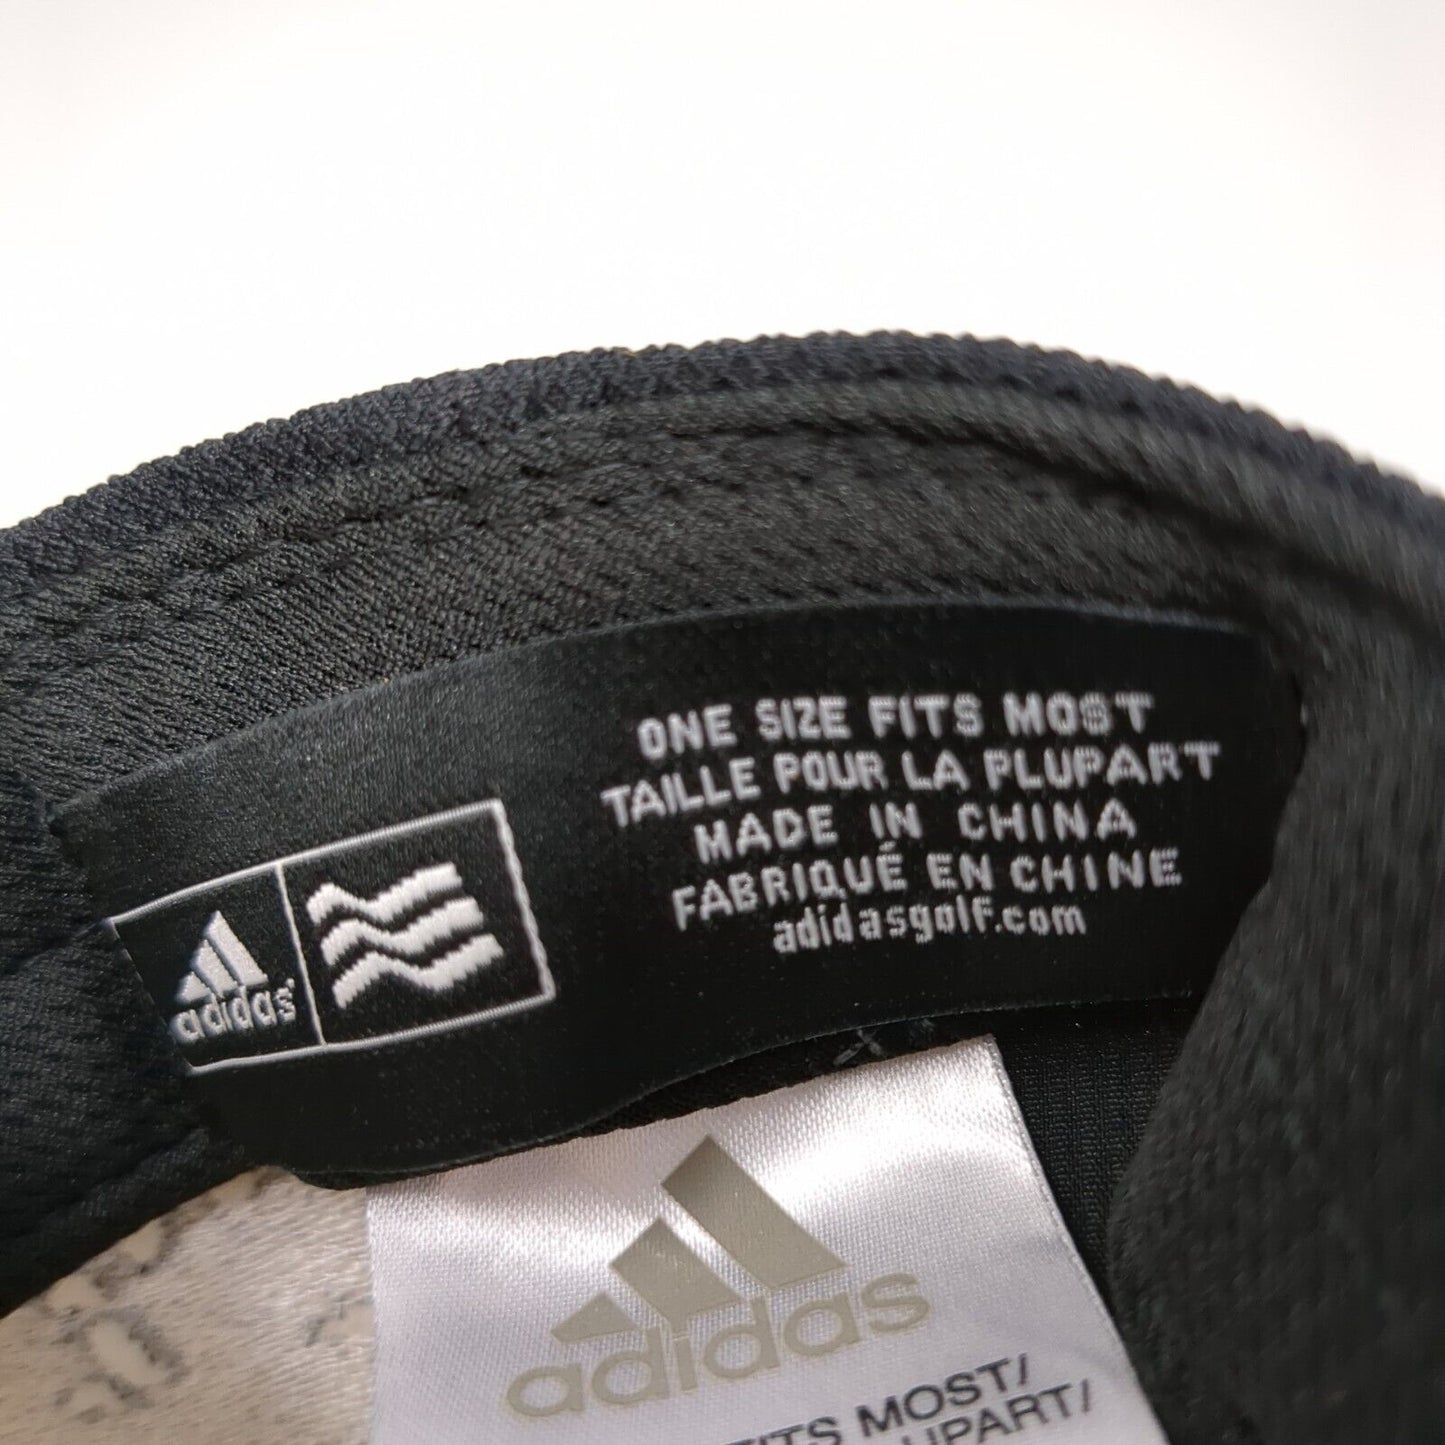 ONE SIZE FITS MOST
TAILLE POUR LA PLUPART
MADE IN CHINA
FABRIQUÉ EN CHINE
adidasgolf.com
adidas
adidas
FITS MOST/
PLUPART/